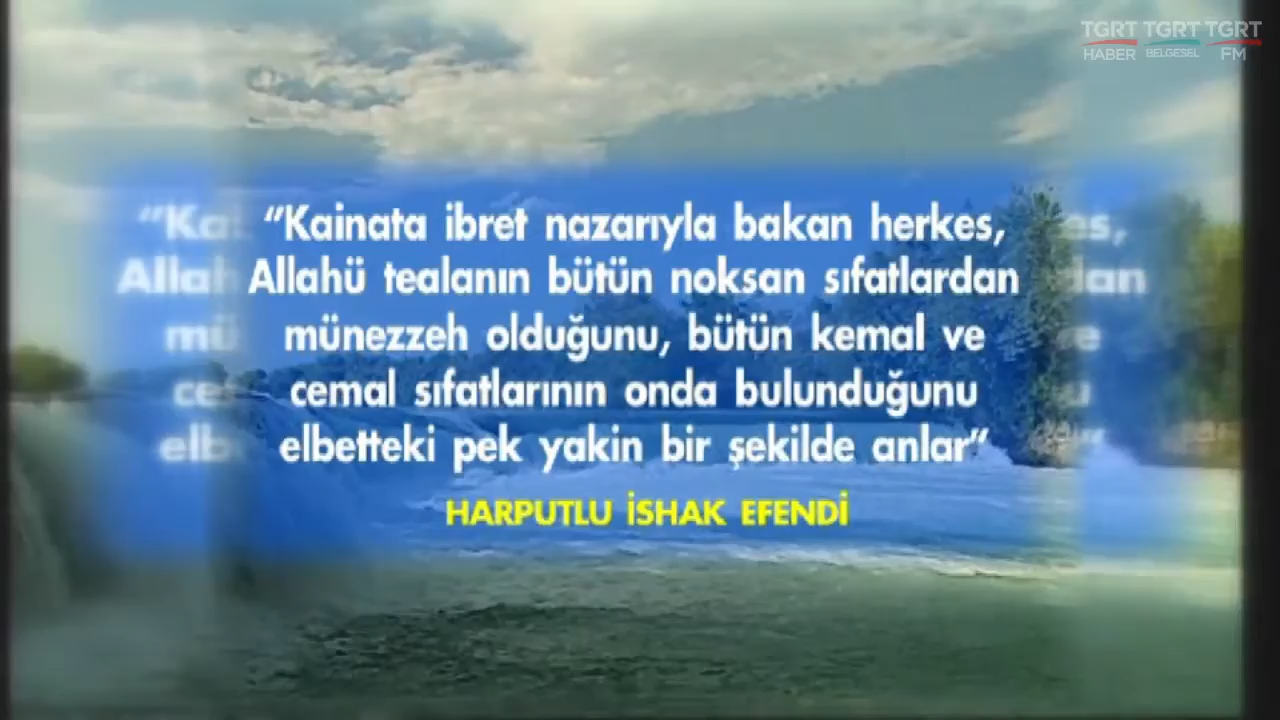 TGRT TGRT TGRT
HABER BELGESEL FM
“Kainata ibret nazarıyla bakan herkes,
Allahü tealanın bütün noksan sıfatlardan
münezzeh olduğunu, bütün kemal ve
cemal sıfatlarının onda bulunduğunu
elbetteki pek yakin bir şekilde anlar”
HARPUTLU İSHAK EFENDİ